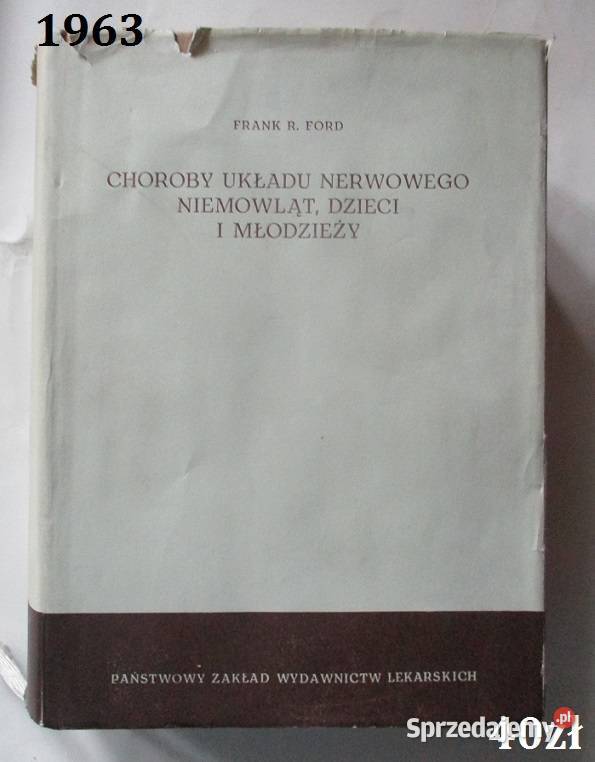 1963
FRANK R. FORD
CHOROBY UKŁADU NERWOWEGO
NIEMOWLĄT, DZIECI
I MŁODZIEŻY
PAŃSTWOWY ZAKŁAD WYDAWNICTW LEKARSKICH
Sprzedajemy.pl
40zł